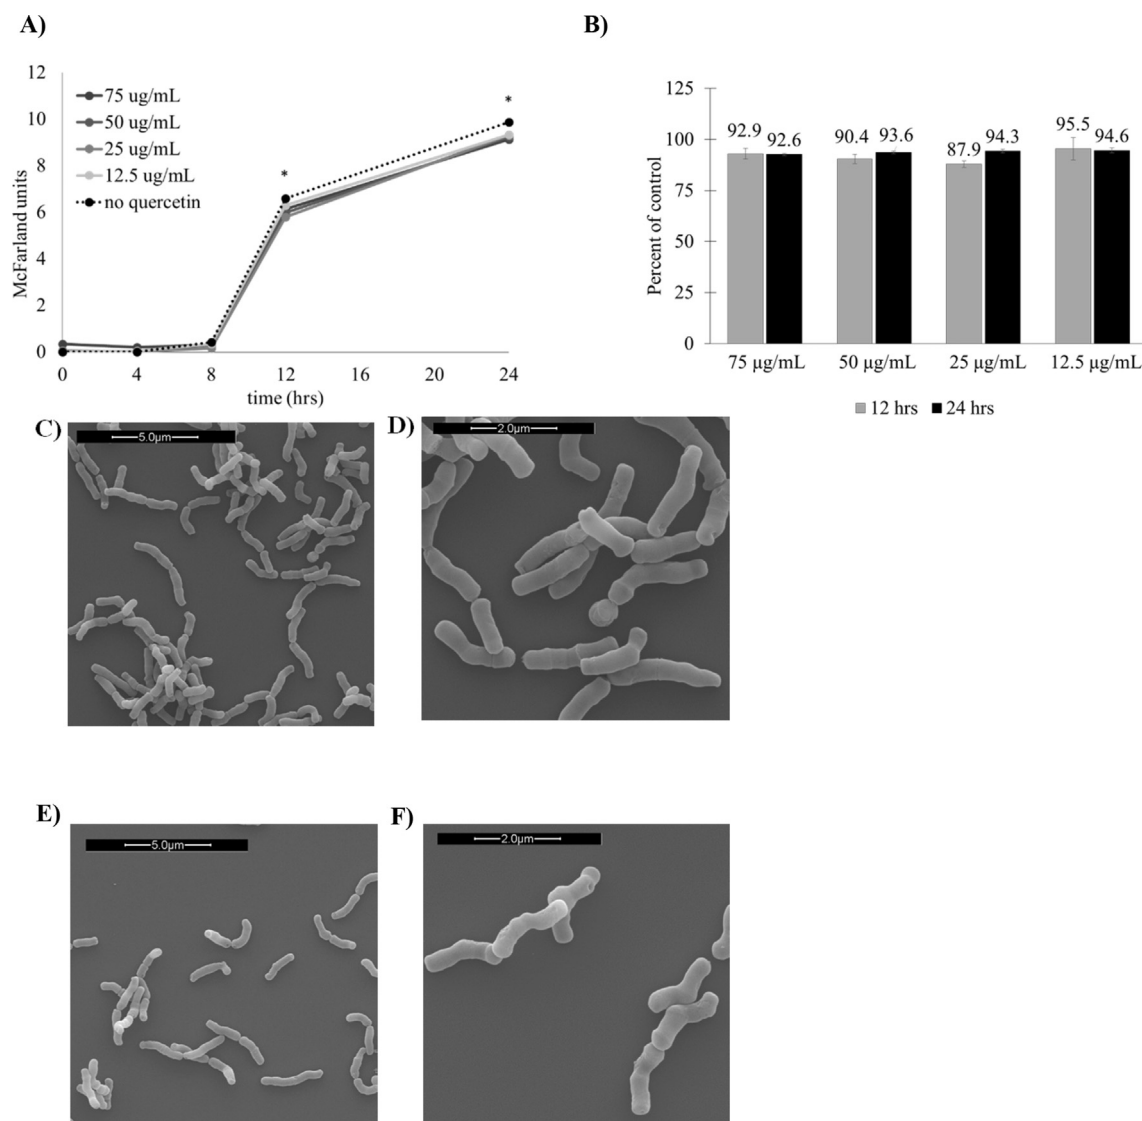 A)
B)
12
10
8
6
4
2
0
McFarland units
75 ug/mL
50 ug/mL
25 ug/mL
12.5 ug/mL
no quercetin
*
*
0
4
8
12
16
20
24
time (hrs)
125
100
75
50
25
0
Percent of control
92.9
92.6
90.4
93.6
87.9
94.3
95.5
94.6
75 µg/mL
50 µg/mL
25 µg/mL
12.5 µg/mL
12 hrs
24 hrs
C)
5.0µm
D)
2.0µm
E)
5.0µm
F)
2.0µm